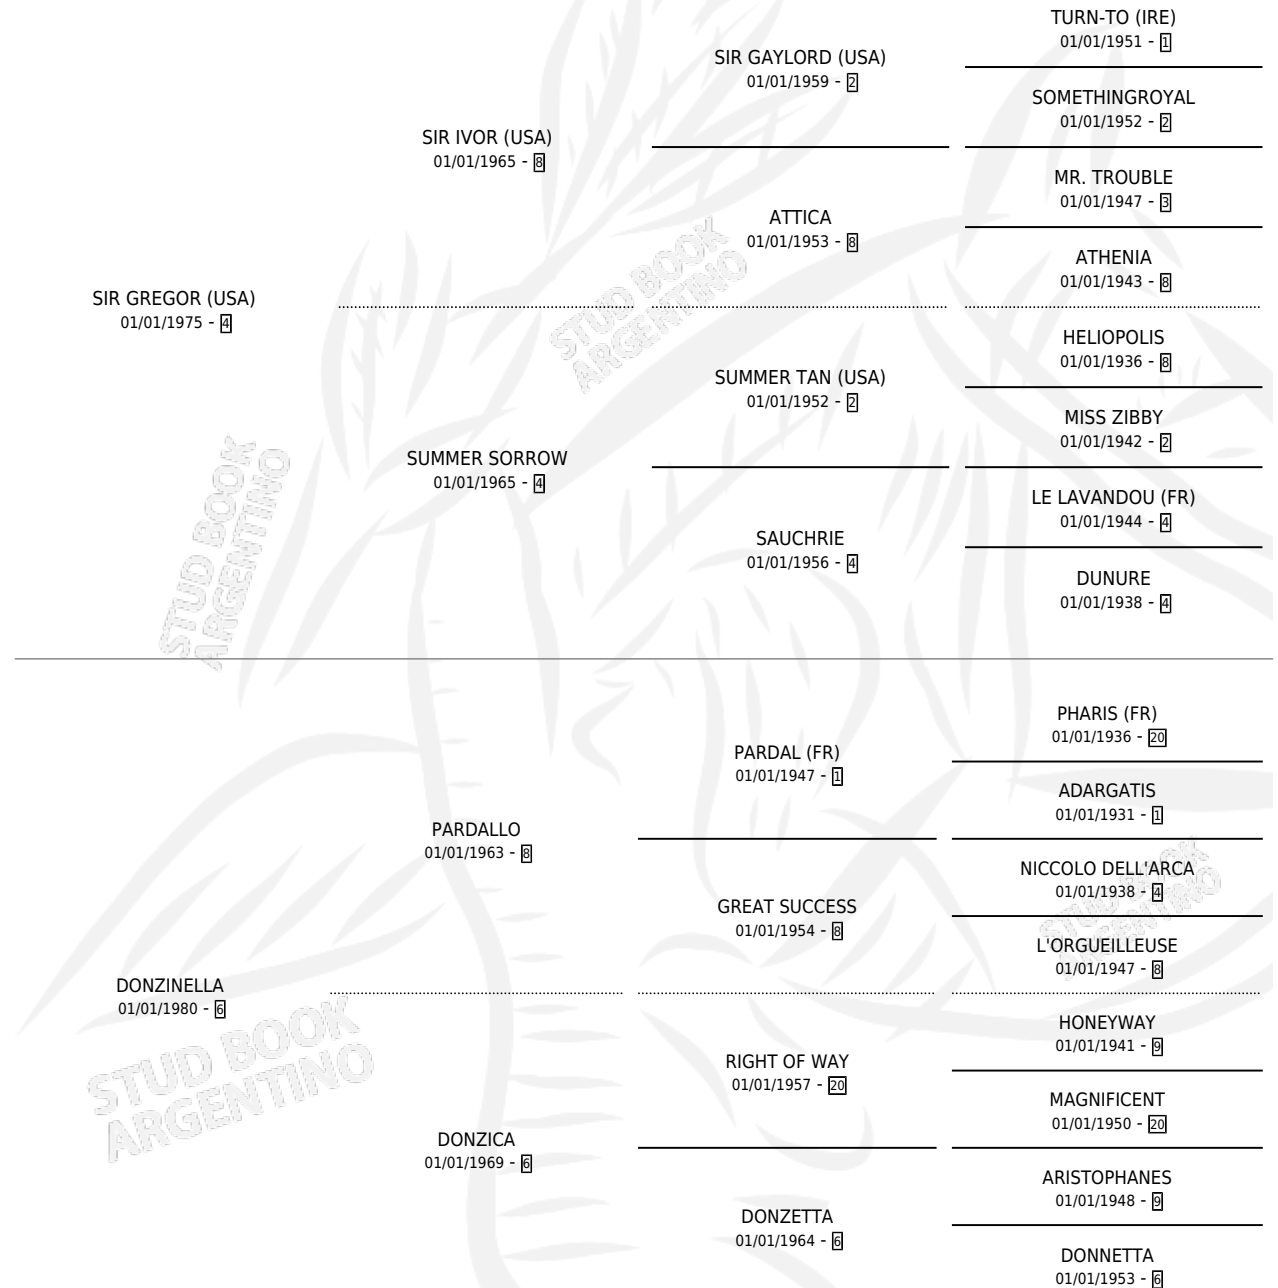 TURN-TO (IRE)
01/01/1951 - 1
SIR GAYLORD (USA)
01/01/1959 - 2
SOMETHINGROYAL
01/01/1952 - 2
SIR IVOR (USA)
01/01/1965 - 8
MR. TROUBLE
01/01/1947 - 3
ATTICA
01/01/1953 - 8
ATHENIA
01/01/1943 - 8
SIR GREGOR (USA)
01/01/1975 - 4
HELIOPOLIS
01/01/1936 - 8
SUMMER TAN (USA)
01/01/1952 - 2
MISS ZIBBY
01/01/1942 - 2
SUMMER SORROW
01/01/1965 - 4
LE LAVANDOU (FR)
01/01/1944 - 4
SAUCHRIE
01/01/1956 - 4
DUNURE
01/01/1938 - 4
STUD BOOK
ARGENTINO
STUD BOOK
ARGENTINO
PHARIS (FR)
01/01/1936 - 20
PARDAL (FR)
01/01/1947 - 1
ADARGATIS
01/01/1931 - 1
PARDALLO
01/01/1963 - 8
NICCOLO DELL'ARCA
01/01/1938 - 4
GREAT SUCCESS
01/01/1954 - 8
L'ORGUEILLEUSE
01/01/1947 - 8
STUD BOOK
ARGENTINO
DONZINELLA
01/01/1980 - 6
HONEYWAY
01/01/1941 - 9
RIGHT OF WAY
01/01/1957 - 20
MAGNIFICENT
01/01/1950 - 20
DONZICA
01/01/1969 - 6
ARISTOPHANES
01/01/1948 - 9
DONZETTA
01/01/1964 - 6
DONNETTA
01/01/1953 - 6
STUD BOOK
ARGENTINO